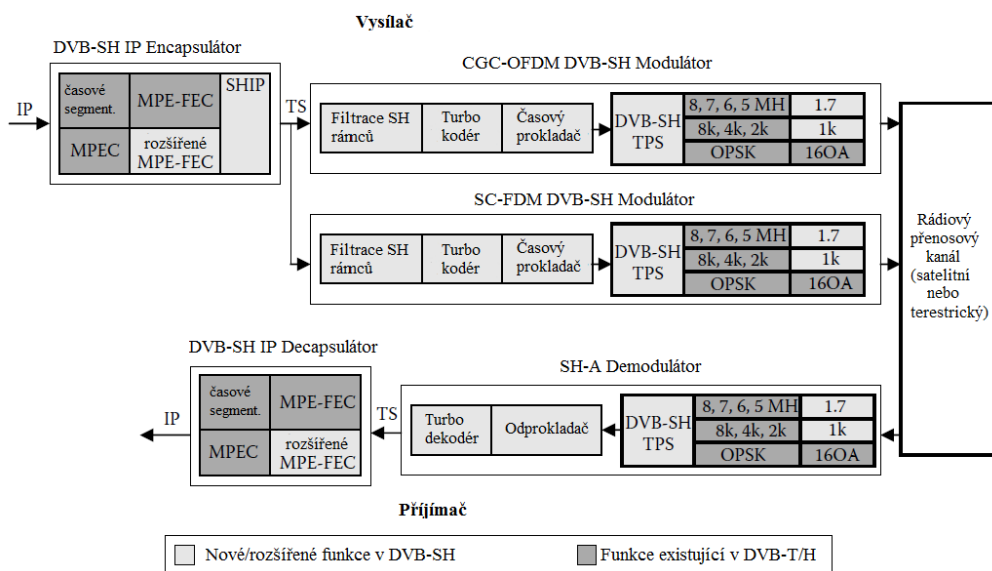 Vysílač
DVB-SH IP Encapsulátor
IP
časové
segment.
MPE-FEC
SHIP
MPEC
rozšířené
MPE-FEC
TS
CGC-OFDM DVB-SH Modulátor
Filtrace SH
rámců
Turbo
kodér
Časový
prokladač
DVB-SH
TPS
8, 7, 6, 5 MH
1.7
8k, 4k, 2k
1k
OPSK
16OA
SC-FDM DVB-SH Modulátor
Filtrace SH
rámců
Turbo
kodér
Časový
prokladač
DVB-SH
TPS
8, 7, 6, 5 MH
1.7
8k, 4k, 2k
1k
OPSK
16OA
Rádiový
přenosový
kanál
(satelitní
nebo
terestrický)
DVB-SH IP Decapsulátor
IP
časové
segment.
MPE-FEC
MPEC
rozšířené
MPE-FEC
TS
SH-A Demodulátor
Turbo
dekodér
Odprokladač
DVB-SH
TPS
8, 7, 6, 5 MH
1.7
8k, 4k, 2k
1k
OPSK
16OA
Příjímač
Nové/rozšířené funkce v DVB-SH
Funkce existující v DVB-T/H